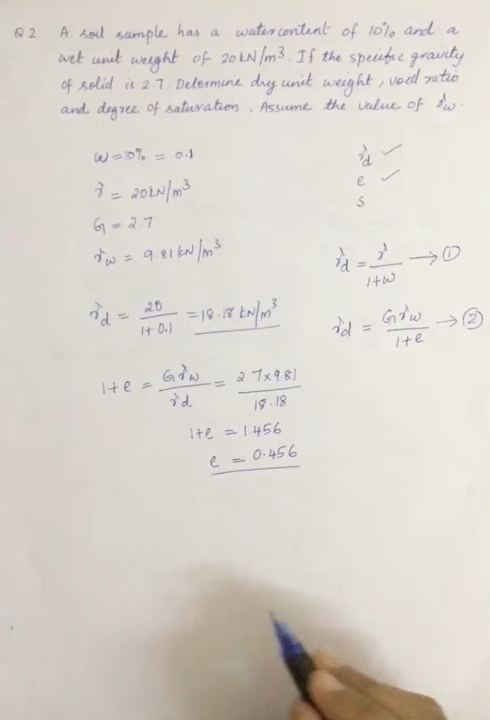 Q2 A soil sample has a watercontent of 10% and a
wet unit weight of 20kN/m³. If the specific gravity
of solid is 2.7. Determine dry unit weight, void ratio
and degree of saturation. Assume the value of γw.
w = 10% = 0.1
γ = 20kN/m³
G = 2.7
γw = 9.81 kN/m³
γd ✓
e ✓
S
γd = γ/(1+w) → ①
γd = Gγw/(1+e) → ②
γd = 20/(1+0.1) = 18.18 kN/m³
1+e = Gγw/γd = 2.7×981/18.18
1+e = 1.456
e = 0.456